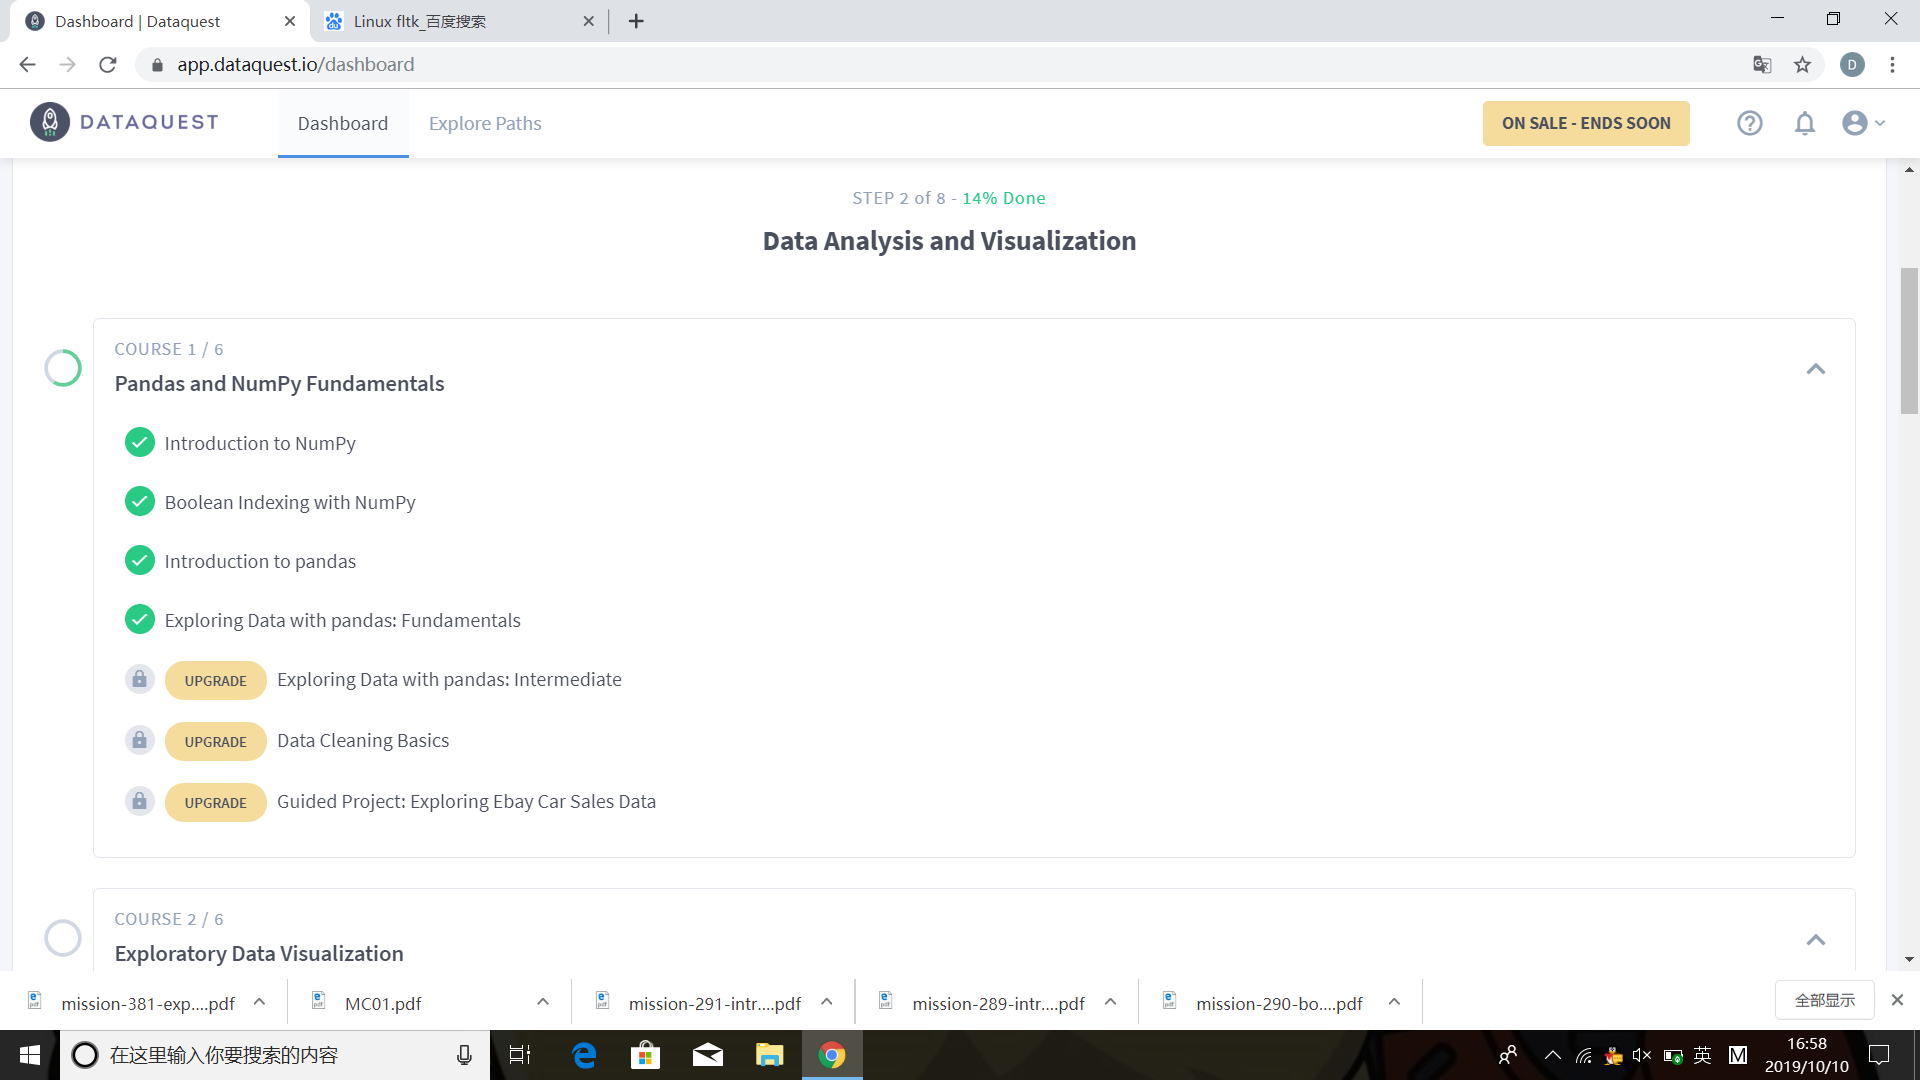 Dashboard | Dataquest
Linux fltk_百度搜索
app.dataquest.io/dashboard
D
DATAQUEST
Dashboard
Explore Paths
ON SALE - ENDS SOON
STEP 2 of 8 - 14% Done
Data Analysis and Visualization
COURSE 1 / 6
Pandas and NumPy Fundamentals
Introduction to NumPy
Boolean Indexing with NumPy
Introduction to pandas
Exploring Data with pandas: Fundamentals
UPGRADE Exploring Data with pandas: Intermediate
UPGRADE Data Cleaning Basics
UPGRADE Guided Project: Exploring Ebay Car Sales Data
COURSE 2 / 6
Exploratory Data Visualization
mission-381-exp....pdf
MC01.pdf
mission-291-intr....pdf
mission-289-intr....pdf
mission-290-bo....pdf
全部显示
在这里输入你要搜索的内容
英
M
16:58
2019/10/10